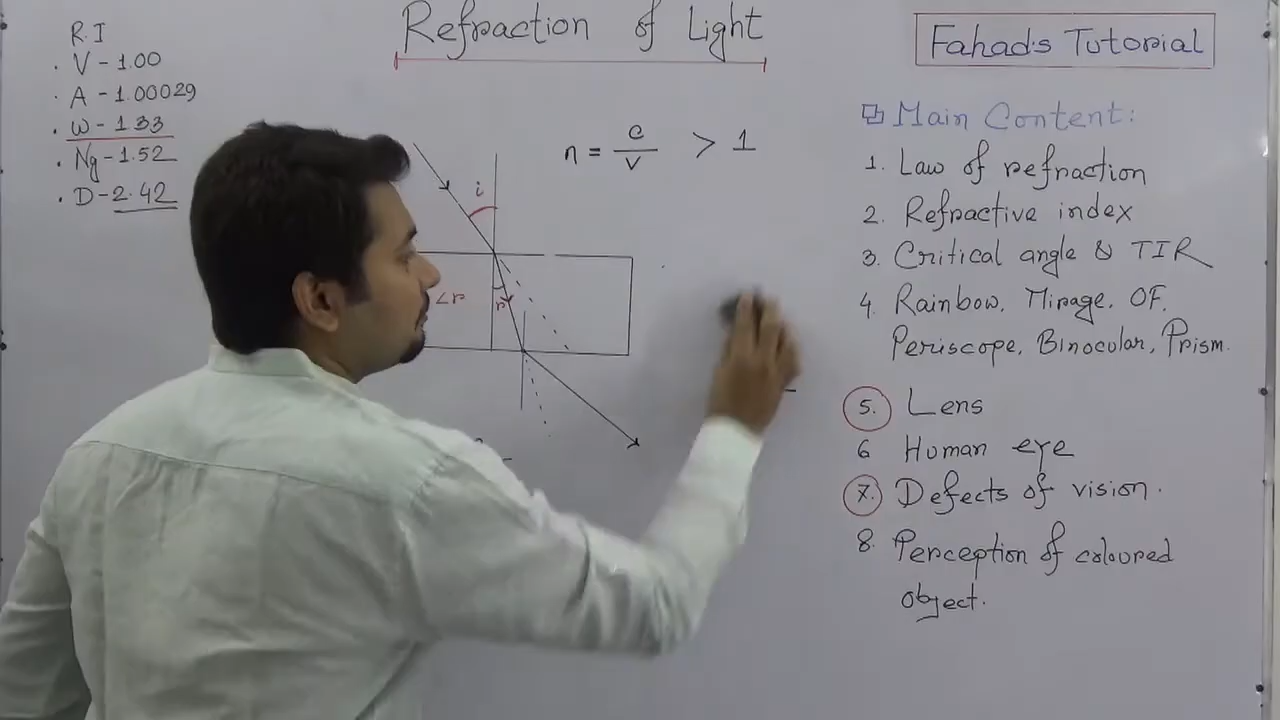 Refraction of Light
R.I
. V - 1.00
. A - 1.00029
. W - 1.33
. Ng - 1.52
. D - 2.42
n = c/v > 1
i
∠r
r
Fahad's Tutorial
Main Content:
1. Law of refraction
2. Refractive index
3. Critical angle & TIR
4. Rainbow, Mirage, OF,
Periscope, Binocular, Prism.
5. Lens
6 Human eye
7. Defects of vision.
8. Perception of coloured
object.